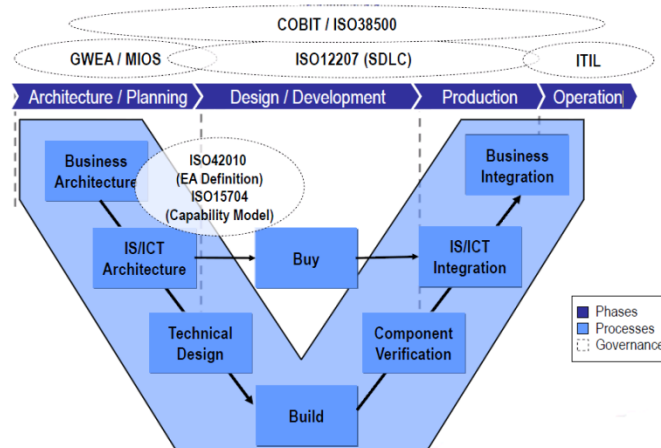 COBIT / ISO38500
GWEA / MIOS
ISO12207 (SDLC)
ITIL
Architecture / Planning
Design / Development
Production
Operation
Business
Architecture
ISO42010
(EA Definition)
ISO15704
(Capability Model)
Business
Integration
IS/ICT
Architecture
Buy
IS/ICT
Integration
Technical
Design
Component
Verification
Build
Phases
Processes
Governance